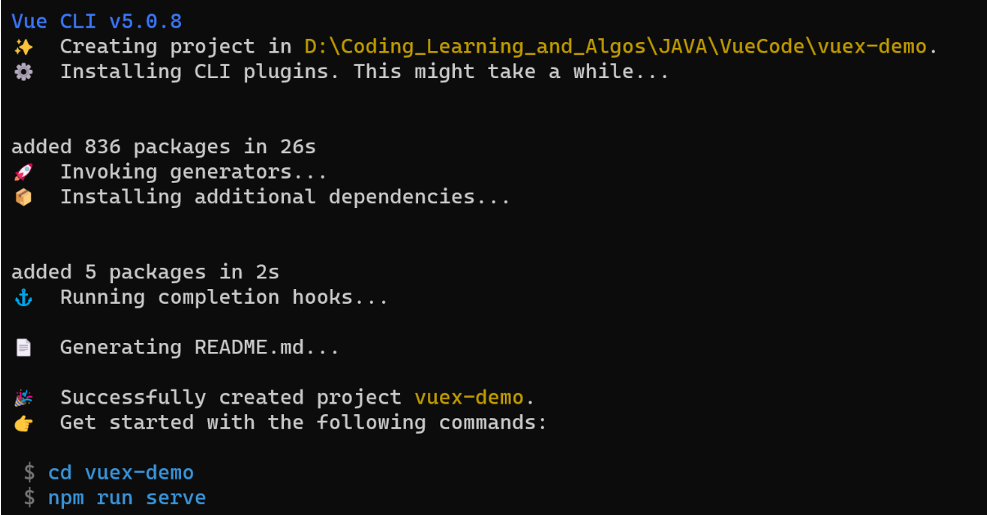 Vue CLI v5.0.8
✨ Creating project in D:\Coding_Learning_and_Algos\JAVA\VueCode\vuex-demo.
⚙ Installing CLI plugins. This might take a while...
added 836 packages in 26s
🚀 Invoking generators...
📦 Installing additional dependencies...
added 5 packages in 2s
⚓ Running completion hooks...
📄 Generating README.md...
🎉 Successfully created project vuex-demo.
👉 Get started with the following commands:
$ cd vuex-demo
$ npm run serve